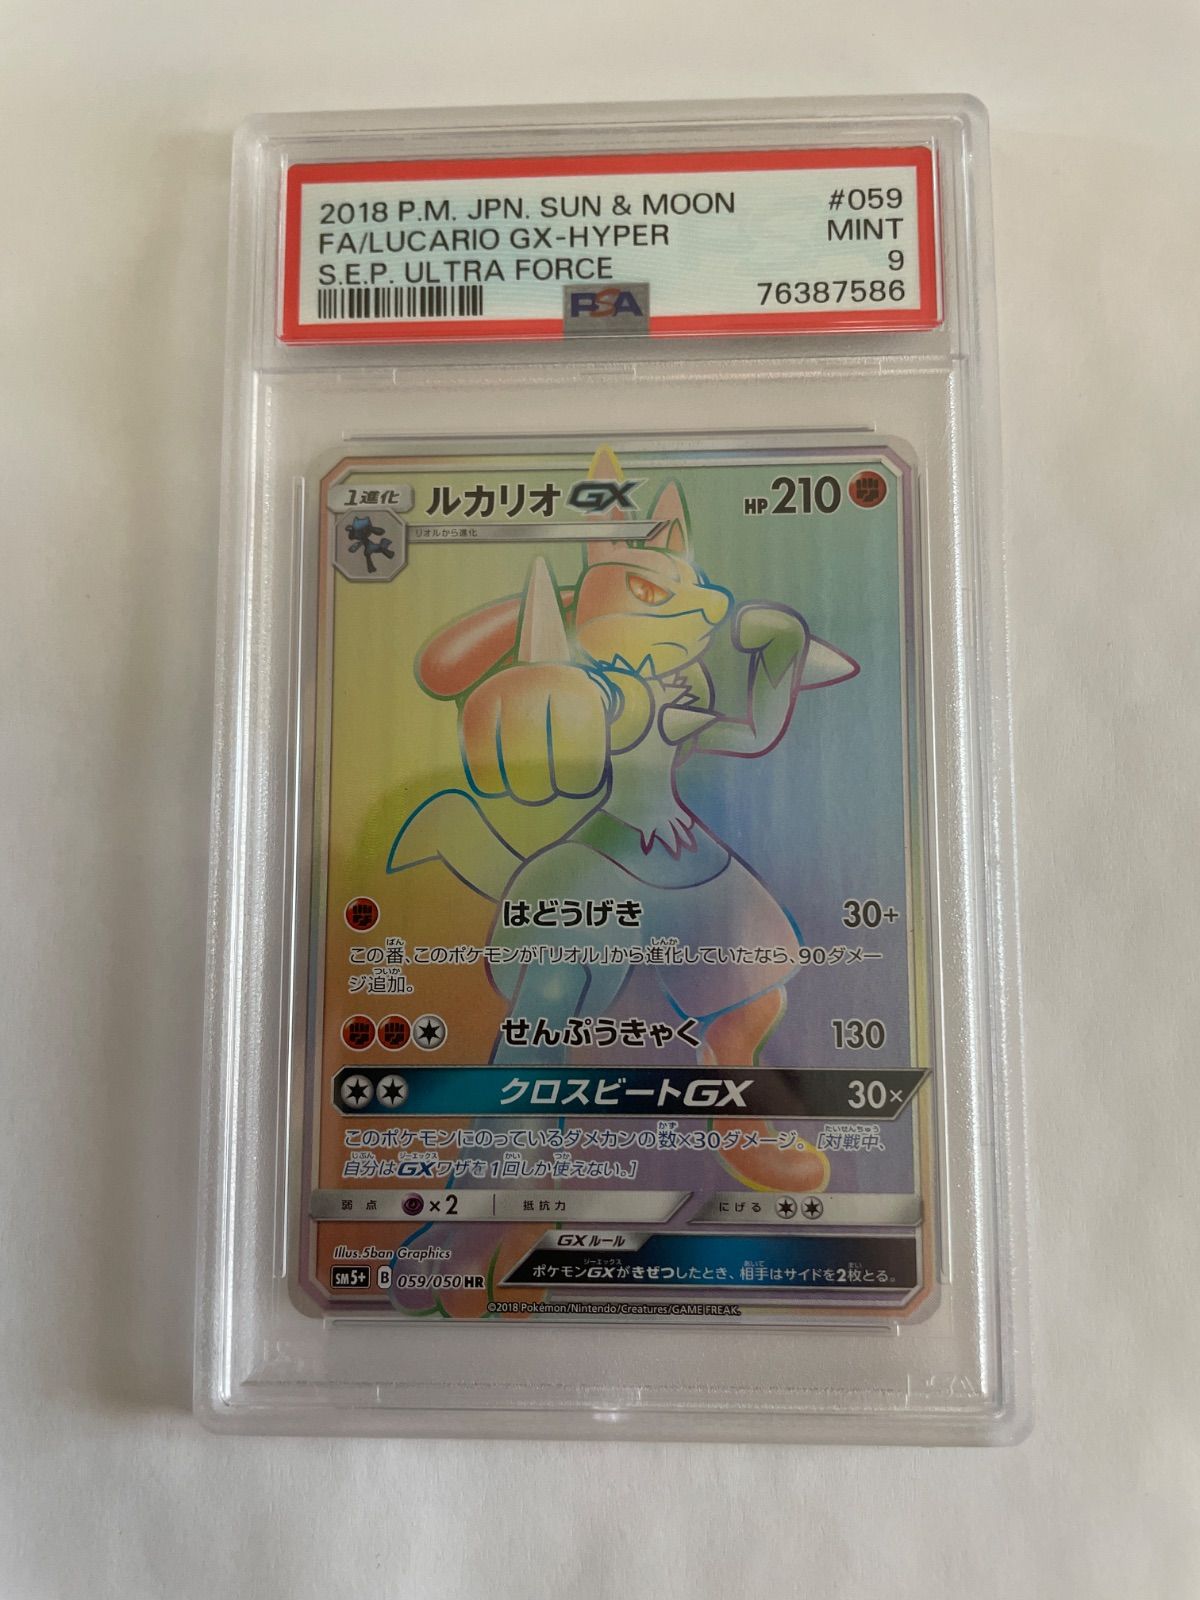 2018 P.M. JPN. SUN & MOON #059
FA/LUCARIO GX-HYPER MINT
S.E.P. ULTRA FORCE 9
PSA 76387586
1進化 ルカリオGX HP210
リオルから進化
はどうげき 30+
この番、このポケモンが「リオル」から進化していたなら、90ダメー
ジ追加。
せんぷうきゃく 130
クロスビートGX 30×
このポケモンにのっているダメカンの数×30ダメージ。[対戦中、
自分はGXワザを1回しか使えない。]
弱点 ×2 抵抗力 にげる
GXルール
ポケモンGXがきぜつしたとき、相手はサイドを2枚とる。
Illus.5ban Graphics
SM5+ B 059/050 HR
©2018 Pokémon/Nintendo/Creatures/GAME FREAK.